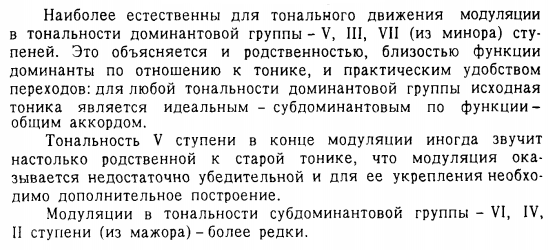 Наиболее естественны для тонального движения модуляции
в тональности доминантовой группы – V, III, VII (из минора) сту-
пеней. Это объясняется и родственностью, близостью функции
доминанты по отношению к тонике, и практическим удобством
переходов: для любой тональности доминантовой группы исходная
тоника является идеальным – субдоминантовым по функции –
общим аккордом.
Тональность V ступени в конце модуляции иногда звучит
настолько родственной к старой тонике, что модуляция ока-
зывается недостаточно убедительной и для ее укрепления необхо-
димо дополнительное построение.
Модуляции в тональности субдоминантовой группы – VI, IV,
II ступени (из мажора) – более редки.